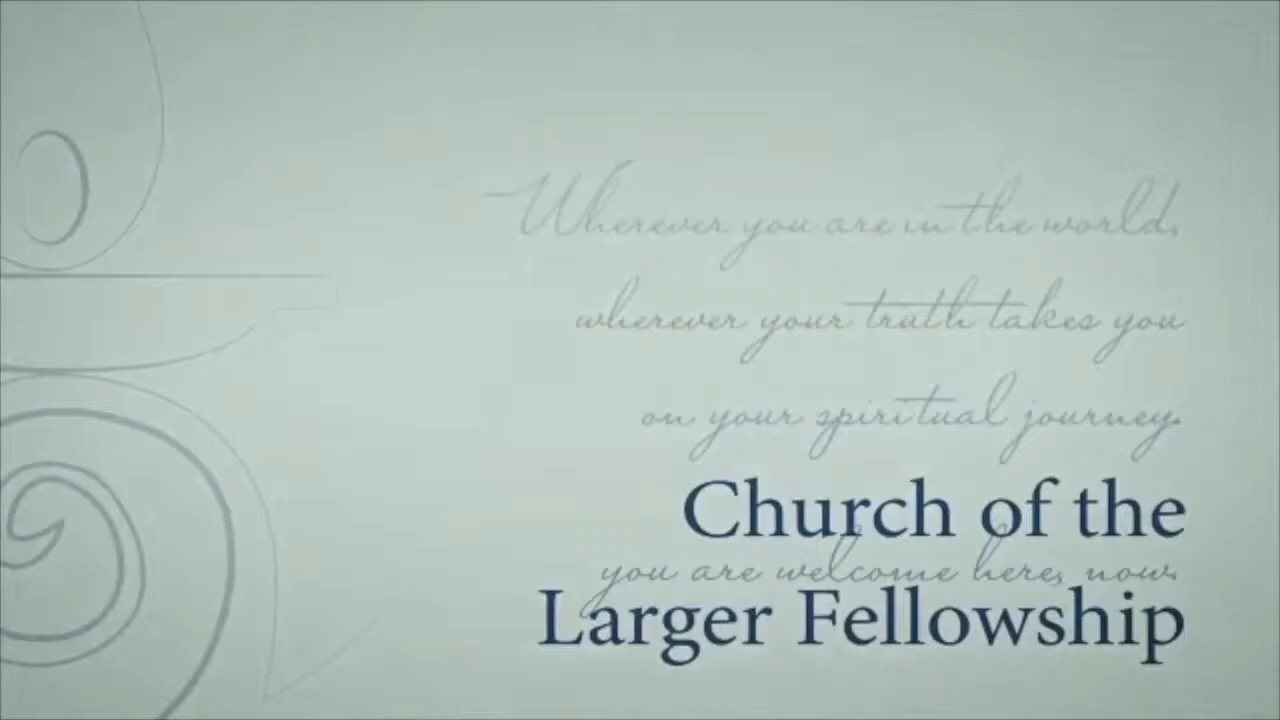 Wherever you are in the world,
wherever your truth takes you
on your spiritual journey,
Church of the
you are welcome here, now.
Larger Fellowship